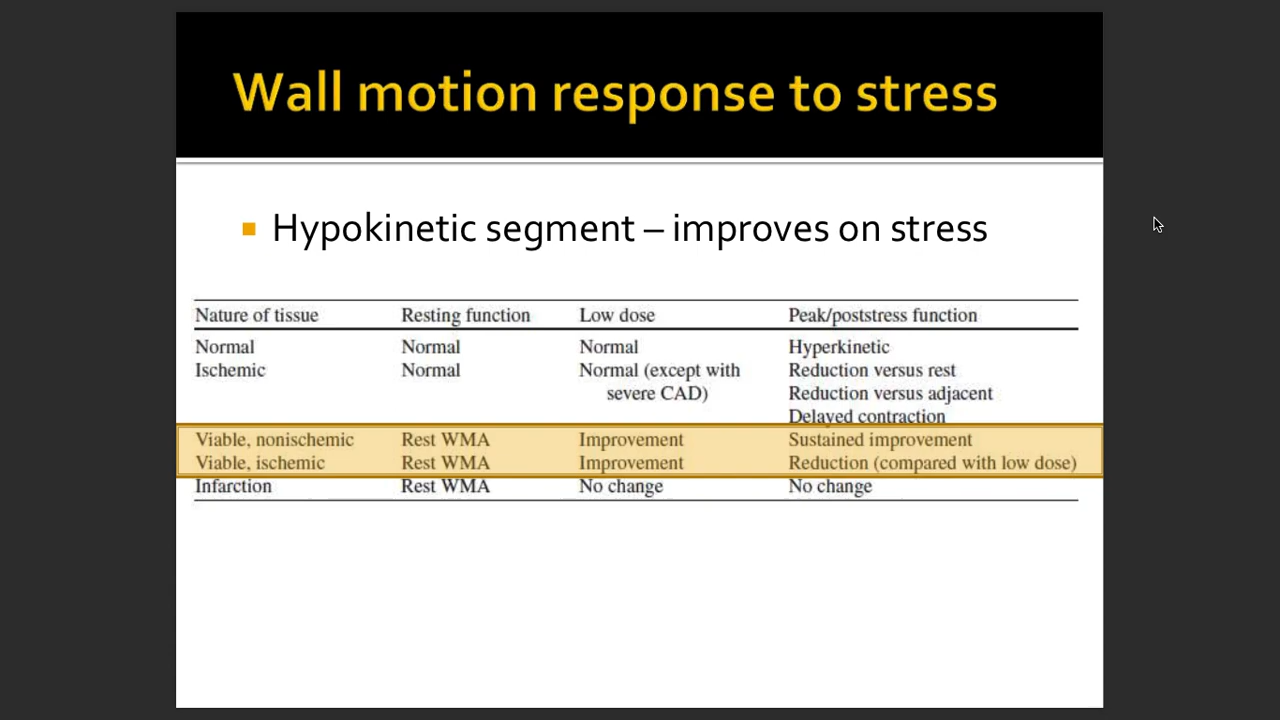 Wall motion response to stress
Hypokinetic segment – improves on stress
Nature of tissue Resting function Low dose Peak/poststress function
Normal Normal Normal Hyperkinetic
Ischemic Normal Normal (except with Reduction versus rest
severe CAD) Reduction versus adjacent
Delayed contraction
Viable, nonischemic Rest WMA Improvement Sustained improvement
Viable, ischemic Rest WMA Improvement Reduction (compared with low dose)
Infarction Rest WMA No change No change